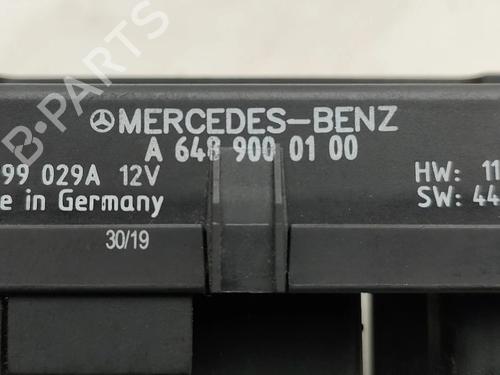 MERCEDES-BENZ
A 648 900 01 00
99 029A 12V
HW: 11
in Germany
SW: 44
30/19
B-PARTS